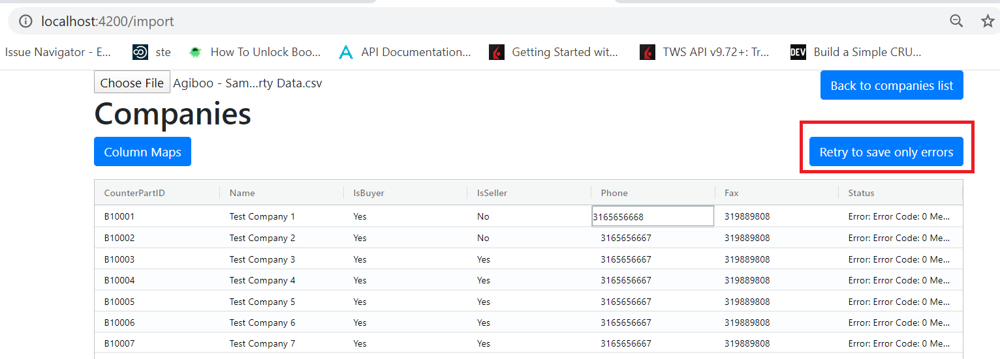 localhost:4200/import
Issue Navigator - E... ste How To Unlock Boo... API Documentation... Getting Started wit... TWS API v9.72+: Tr... DEV Build a Simple CRU...
Choose File Agiboo - Sam...rty Data.csv Back to companies list
Companies
Column Maps Retry to save only errors
CounterPartID Name IsBuyer IsSeller Phone Fax Status
B10001 Test Company 1 Yes No 3165656668 319889808 Error: Error Code: 0 Me...
B10002 Test Company 2 Yes No 3165656667 319889808 Error: Error Code: 0 Me...
B10003 Test Company 3 Yes Yes 3165656667 319889808 Error: Error Code: 0 Me...
B10004 Test Company 4 Yes Yes 3165656667 319889808 Error: Error Code: 0 Me...
B10005 Test Company 5 Yes Yes 3165656667 319889808 Error: Error Code: 0 Me...
B10006 Test Company 6 Yes Yes 3165656667 319889808 Error: Error Code: 0 Me...
B10007 Test Company 7 Yes Yes 3165656667 319889808 Error: Error Code: 0 Me...